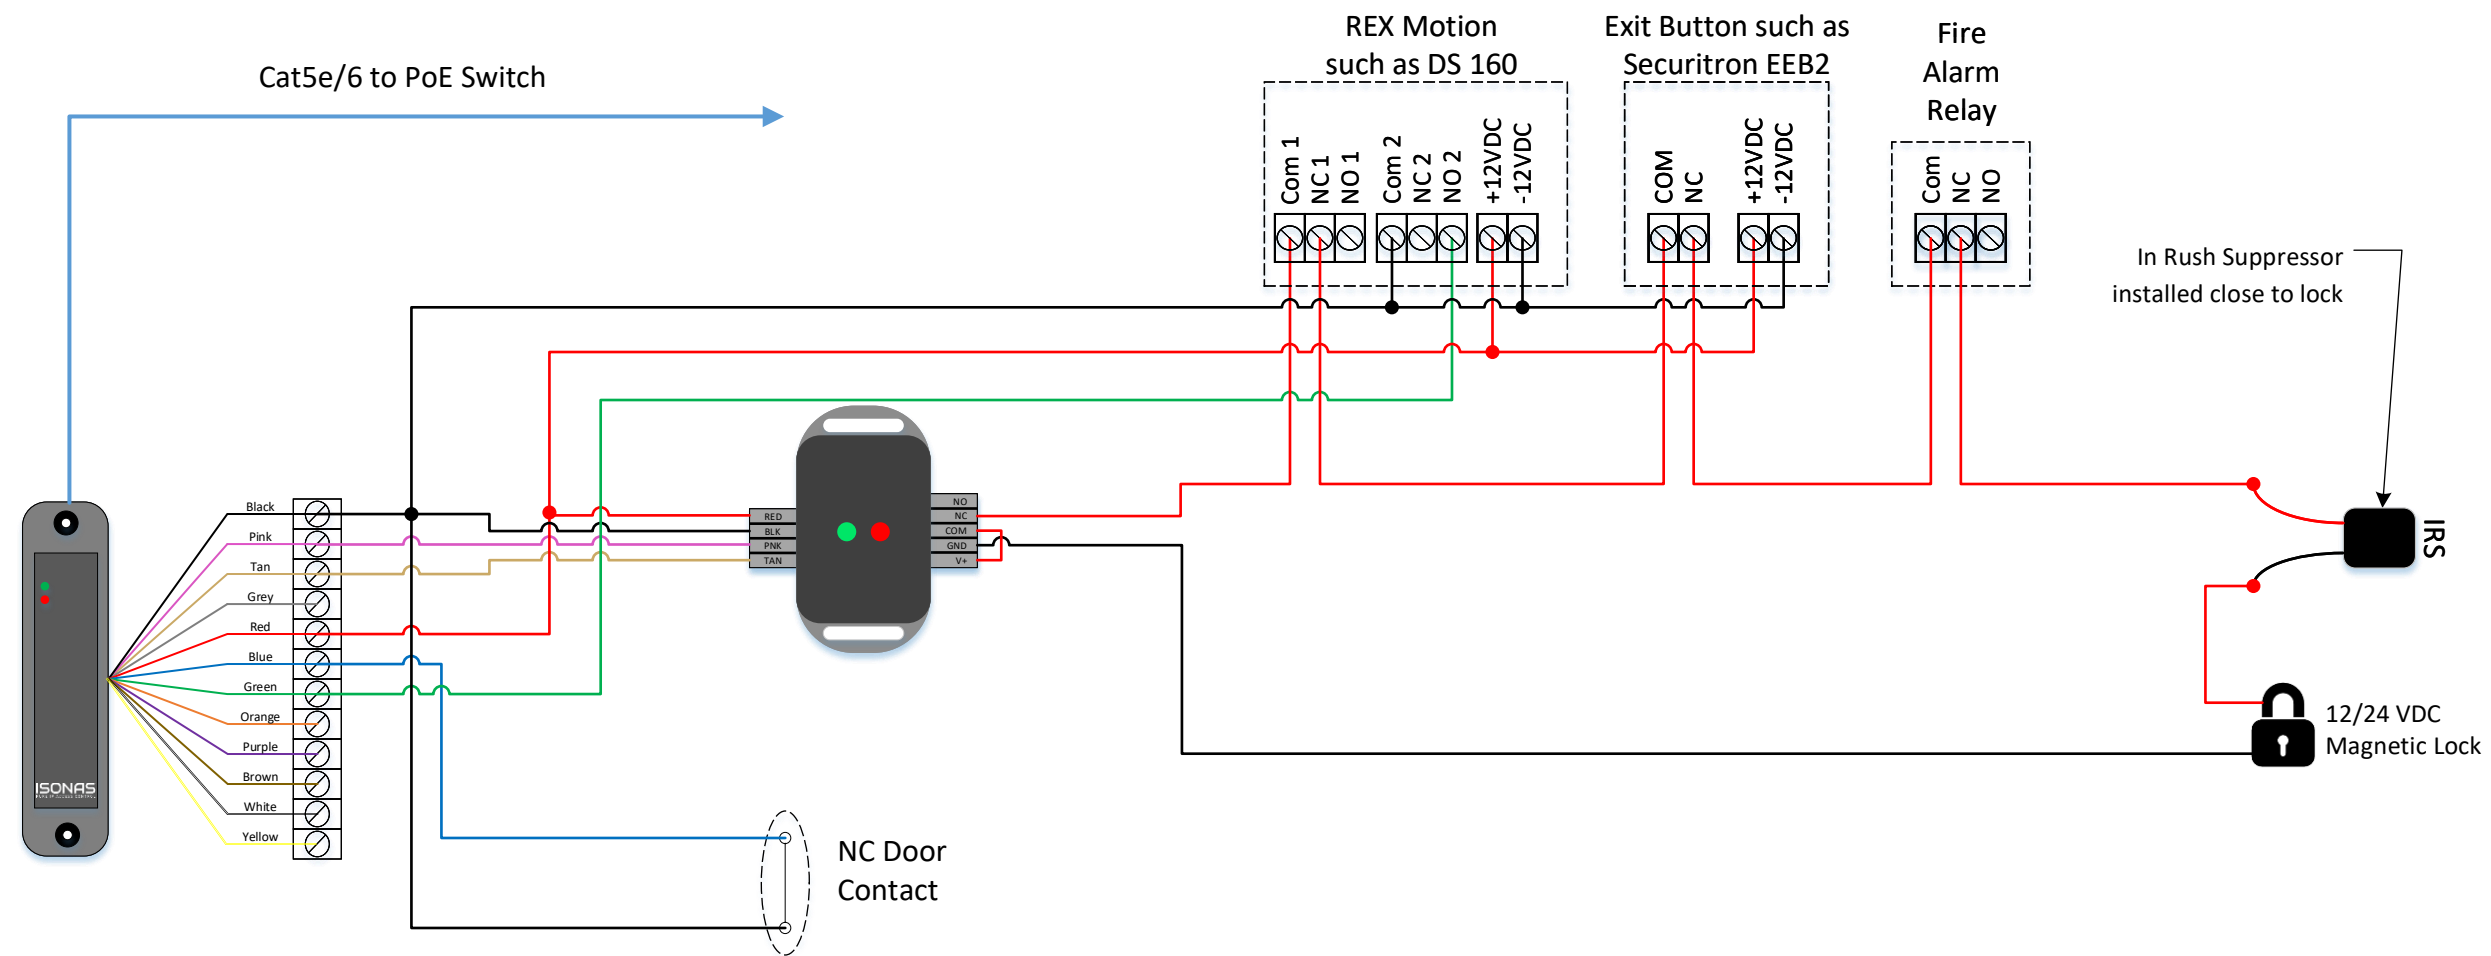 REX Motion
such as DS 160
Exit Button such as
Securitron EEB2
Fire
Alarm
Relay
Cat5e/6 to PoE Switch
Com 1
NC 1
NO 1
Com 2
NC 2
NO 2
+12VDC
-12VDC
COM
NC
+12VDC
-12VDC
Com
NC
NO
In Rush Suppressor
installed close to lock
Black
Pink
Tan
Grey
Red
Blue
Green
Orange
Purple
Brown
White
Yellow
ISONAS
RED
BLK
PNK
TAN
NO
NC
COM
GND
V+
IRS
12/24 VDC
Magnetic Lock
NC Door
Contact